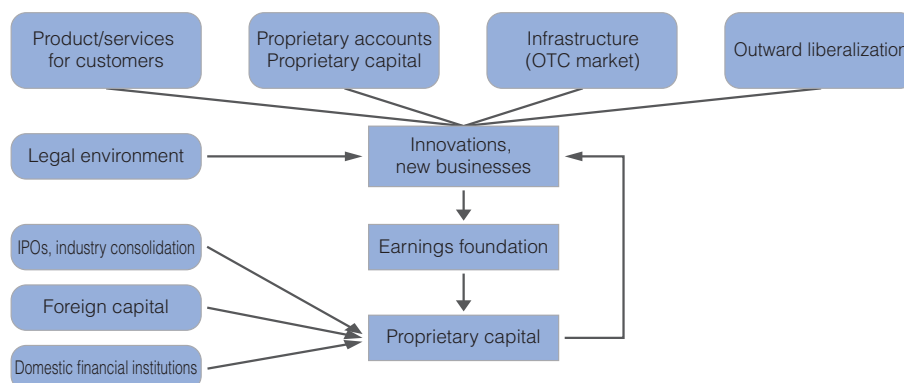 Product/services
for customers
Proprietary accounts
Proprietary capital
Infrastructure
(OTC market)
Outward liberalization
Legal environment
Innovations,
new businesses
IPOs, industry consolidation
Earnings foundation
Foreign capital
Proprietary capital
Domestic financial institutions